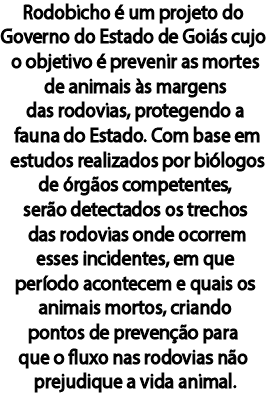 Rodobicho é um projeto do
Governo do Estado de Goiás cujo
o objetivo é prevenir as mortes
de animais às margens
das rodovias, protegendo a
fauna do Estado. Com base em
estudos realizados por biólogos
de órgãos competentes,
serão detectados os trechos
das rodovias onde ocorrem
esses incidentes, em que
período acontecem e quais os
animais mortos, criando
pontos de prevenção para
que o fluxo nas rodovias não
prejudique a vida animal.